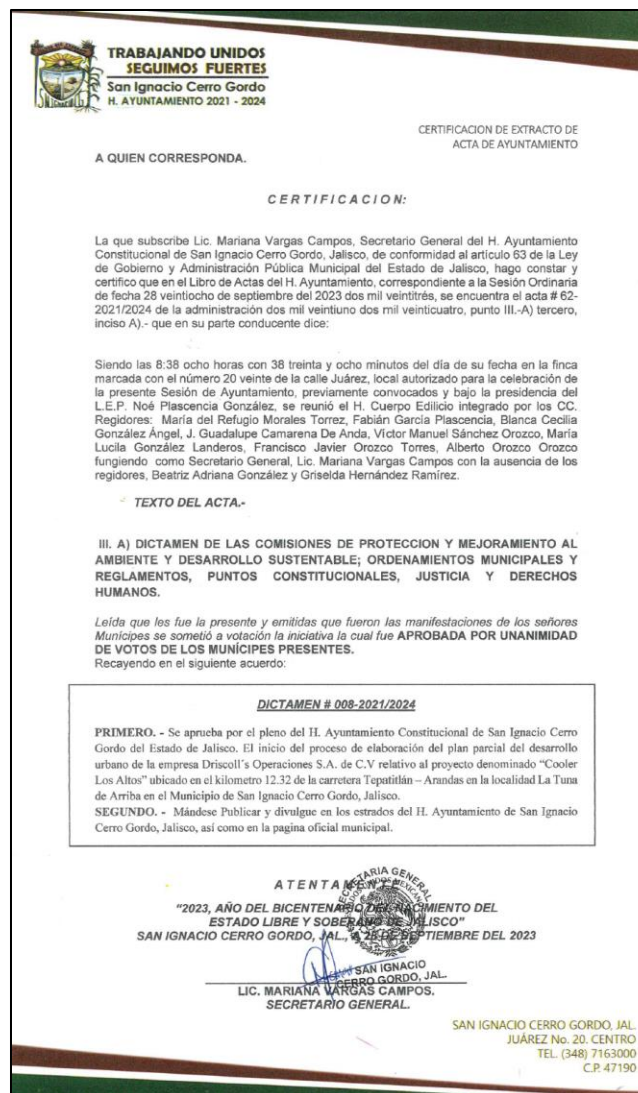 TRABAJANDO UNIDOS
SEGUIMOS FUERTES
San Ignacio Cerro Gordo
H. AYUNTAMIENTO 2021 - 2024
CERTIFICACION DE EXTRACTO DE
ACTA DE AYUNTAMIENTO
A QUIEN CORRESPONDA.
C E R T I F I C A C I O N:
La que subscribe Lic. Mariana Vargas Campos, Secretario General del H. Ayuntamiento
Constitucional de San Ignacio Cerro Gordo, Jalisco, de conformidad al artículo 63 de la Ley
de Gobierno y Administración Pública Municipal del Estado de Jalisco, hago constar y
certifico que en el Libro de Actas del H. Ayuntamiento, correspondiente a la Sesión Ordinaria
de fecha 28 veintiocho de septiembre del 2023 dos mil veintitrés, se encuentra el acta # 62-
2021/2024 de la administración dos mil veintiuno dos mil veinticuatro, punto III.-A) tercero,
inciso A).- que en su parte conducente dice:
Siendo las 8:38 ocho horas con 38 treinta y ocho minutos del día de su fecha en la finca
marcada con el número 20 veinte de la calle Juárez, local autorizado para la celebración de
la presente Sesión de Ayuntamiento, previamente convocados y bajo la presidencia del
L.E.P. Noé Plascencia González, se reunió el H. Cuerpo Edilicio integrado por los CC.
Regidores: María del Refugio Morales Torrez, Fabián García Plascencia, Blanca Cecilia
González Ángel, J. Guadalupe Camarena De Anda, Víctor Manuel Sánchez Orozco, María
Lucila González Landeros, Francisco Javier Orozco Torres, Alberto Orozco Orozco
fungiendo como Secretario General, Lic. Mariana Vargas Campos con la ausencia de los
regidores, Beatriz Adriana González y Griselda Hernández Ramírez.
TEXTO DEL ACTA.-
III. A) DICTAMEN DE LAS COMISIONES DE PROTECCION Y MEJORAMIENTO AL
AMBIENTE Y DESARROLLO SUSTENTABLE; ORDENAMIENTOS MUNICIPALES Y
REGLAMENTOS, PUNTOS CONSTITUCIONALES, JUSTICIA Y DERECHOS
HUMANOS.
Leída que les fue la presente y emitidas que fueron las manifestaciones de los señores
Munícipes se sometió a votación la iniciativa la cual fue APROBADA POR UNANIMIDAD
DE VOTOS DE LOS MUNÍCIPES PRESENTES.
Recayendo en el siguiente acuerdo:
DICTAMEN # 008-2021/2024
PRIMERO. - Se aprueba por el pleno del H. Ayuntamiento Constitucional de San Ignacio Cerro
Gordo del Estado de Jalisco. El inicio del proceso de elaboración del plan parcial del desarrollo
urbano de la empresa Driscoll´s Operaciones S.A. de C.V relativo al proyecto denominado “Cooler
Los Altos” ubicado en el kilometro 12.32 de la carretera Tepatitlán – Arandas en la localidad La Tuna
de Arriba en el Municipio de San Ignacio Cerro Gordo, Jalisco.
SEGUNDO. - Mándese Publicar y divulgue en los estrados del H. Ayuntamiento de San Ignacio
Cerro Gordo, Jalisco, así como en la pagina oficial municipal.
A T E N T A M E N T E
“2023, AÑO DEL BICENTENARIO DEL NACIMIENTO DEL
ESTADO LIBRE Y SOBERANO DE JALISCO”
SAN IGNACIO CERRO GORDO, JAL., A 28 DE SEPTIEMBRE DEL 2023
SECRETARIA GENERAL
SAN IGNACIO
CERRO GORDO, JAL.
LIC. MARIANA VARGAS CAMPOS.
SECRETARIO GENERAL.
SAN IGNACIO CERRO GORDO, JAL.
JUÁREZ No. 20. CENTRO
TEL. (348) 7163000
C.P. 47190